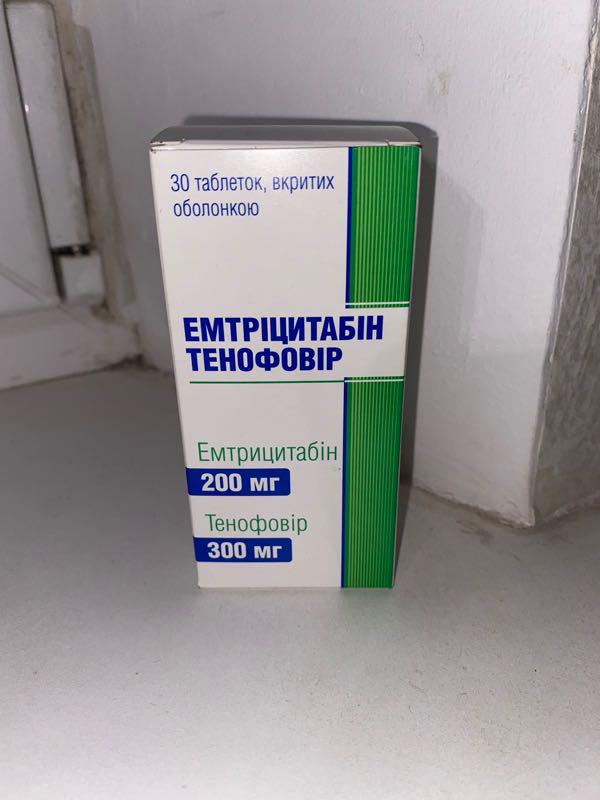 30 таблеток, вкритих
оболонкою
ЕМТРІЦИТАБІН
ТЕНОФОВІР
Емтрицитабін
200 мг
Тенофовір
300 мг